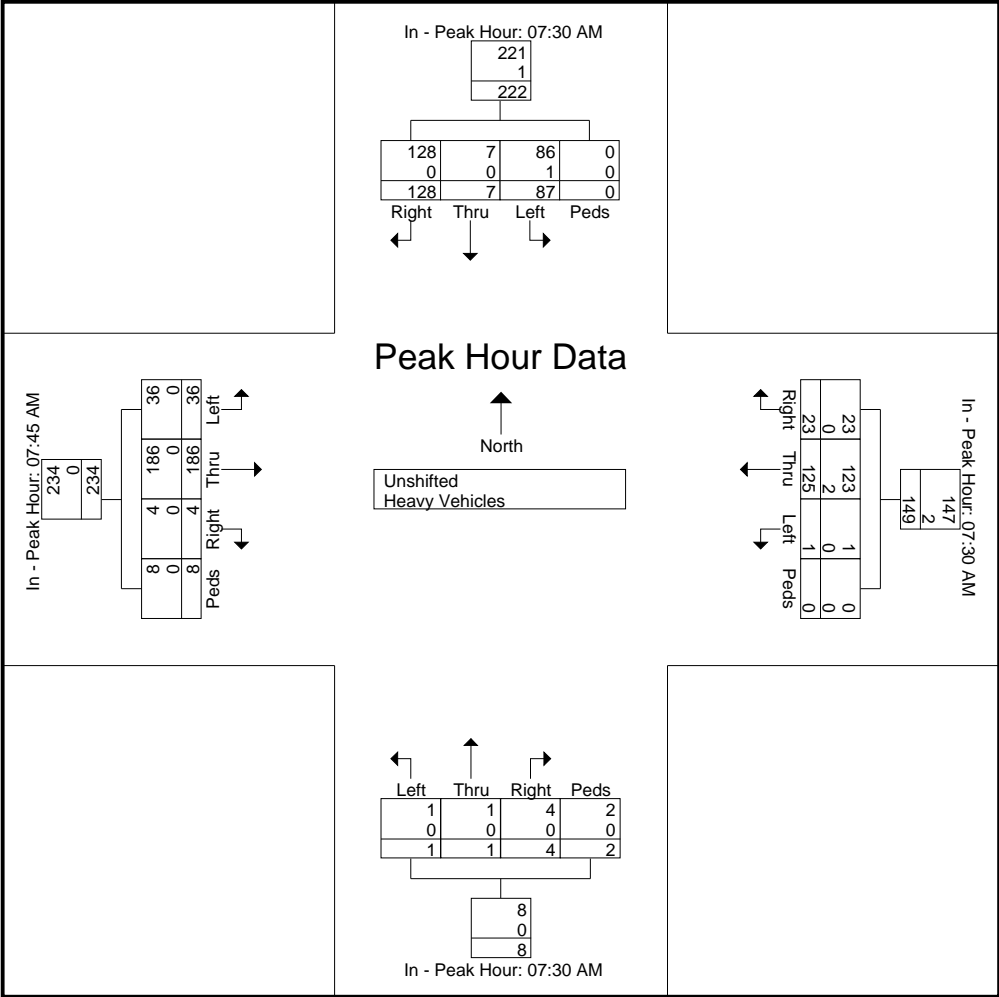 In - Peak Hour: 07:30 AM
221
1
222
128 7 86 0
0 0 1 0
128 7 87 0
Right Thru Left Peds
Peak Hour Data
North
Unshifted
Heavy Vehicles
In - Peak Hour: 07:45 AM
234
0
234
36 0 36 Left
186 0 186 Thru
4 0 4 Right
8 0 8 Peds
In - Peak Hour: 07:30 AM
147
2
149
Right 23 0 23
Thru 125 2 123
Left 1 0 1
Peds 0 0 0
Left Thru Right Peds
1 1 4 2
0 0 0 0
1 1 4 2
8
0
8
In - Peak Hour: 07:30 AM